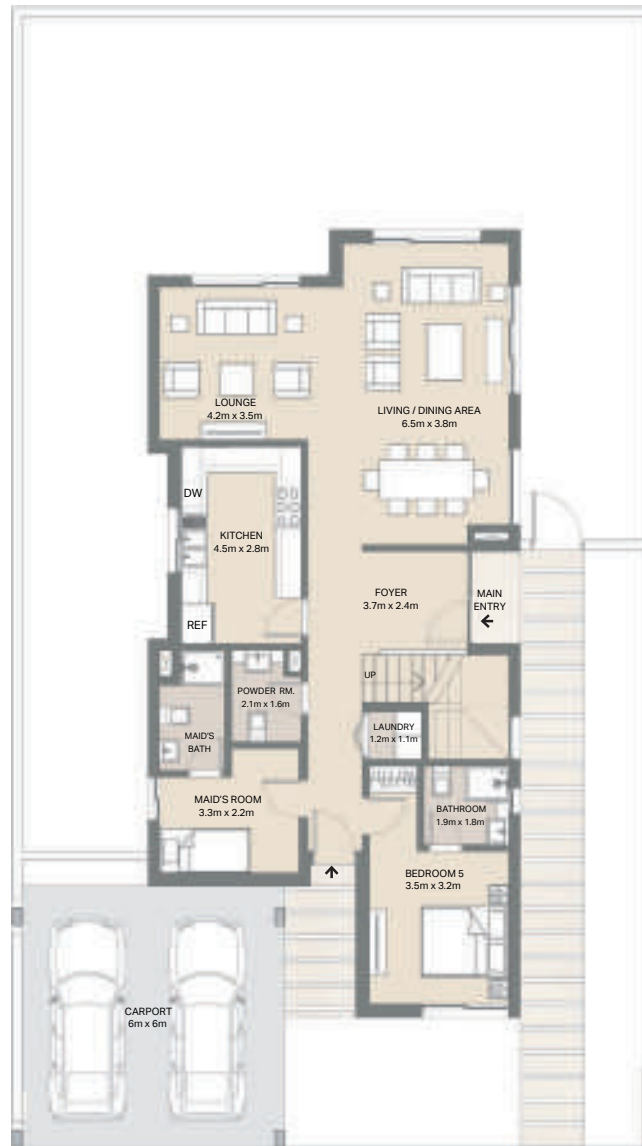 LOUNGE
4.2m x 3.5m
LIVING / DINING AREA
6.5m x 3.8m
DW
KITCHEN
4.5m x 2.8m
REF
FOYER
3.7m x 2.4m
MAIN
ENTRY
UP
POWDER RM.
2.1m x 1.6m
MAID'S
BATH
LAUNDRY
1.2m x 1.1m
MAID'S ROOM
3.3m x 2.2m
BATHROOM
1.9m x 1.8m
BEDROOM 5
3.5m x 3.2m
CARPORT
6m x 6m